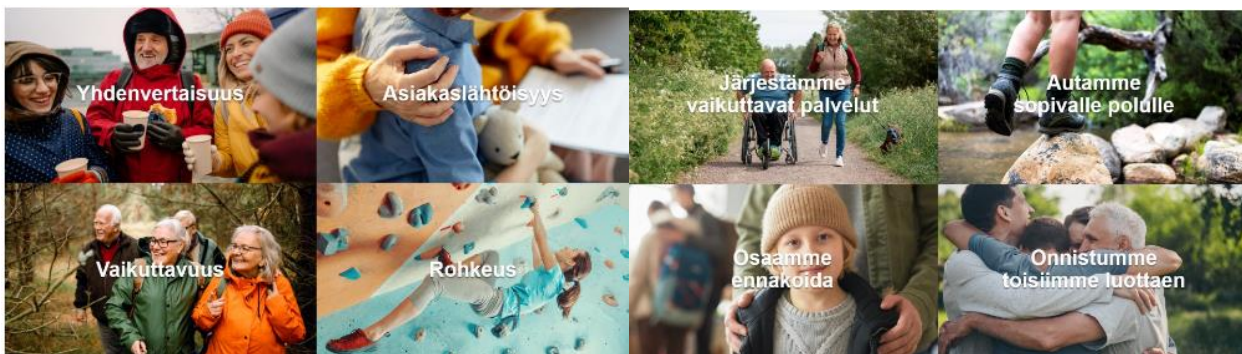 Yhdenvertaisuus
Asiakaslähtöisyys
Järjestämme
vaikuttavat palvelut
Autamme
sopivalle polulle
Vaikuttavuus
Rohkeus
Osaamme
ennakoida
Onnistumme
toisiimme luottaen